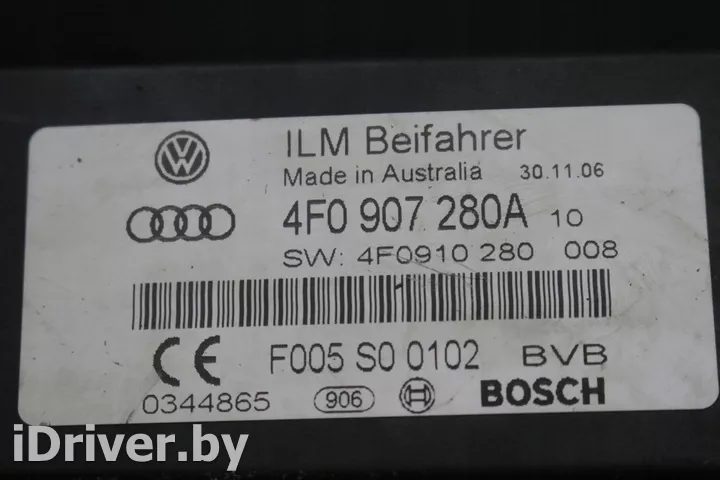 ILM Beifahrer
Made in Australia 30.11.06
4F0 907 280A 10
SW: 4F0910 280 008
CE F005 S0 0102 BVB
0344865 906 BOSCH
iDriver.by